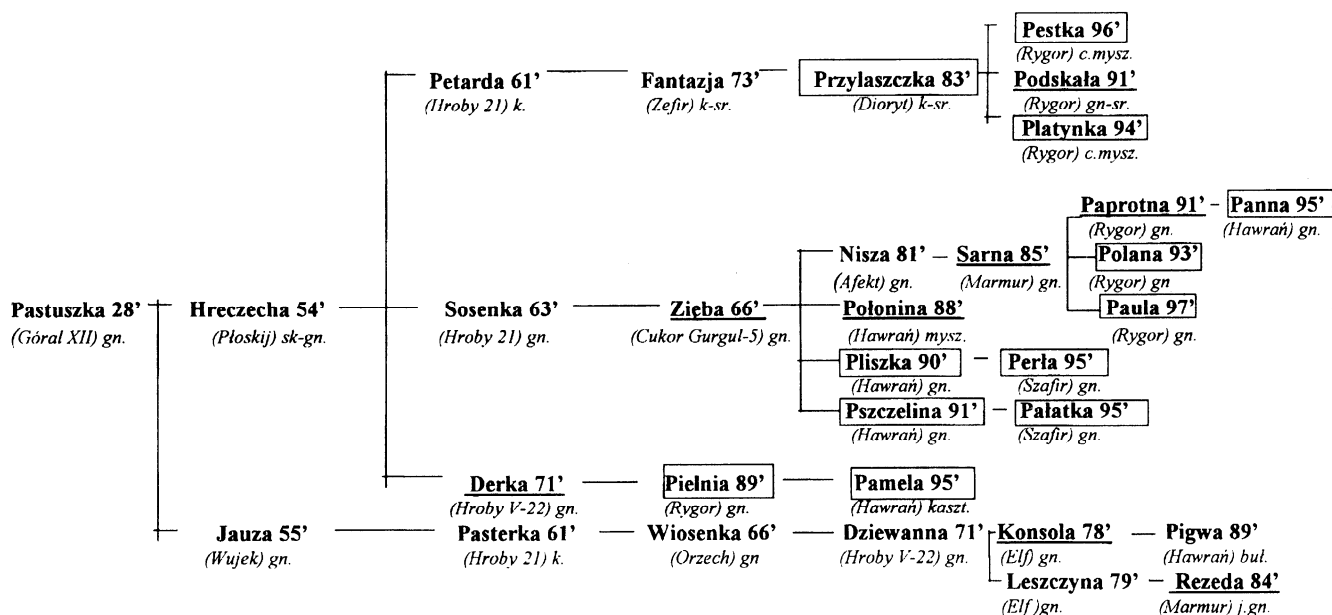 Pestka 96’
(Rygor) c.mysz.
Petarda 61’ Fantazja 73’ Przylaszczka 83’ Podskała 91’
(Hroby 21) k. (Zefir) k-sr. (Dioryt) k-sr. (Rygor) gn-sr.
Platynka 94’
(Rygor) c.mysz.
Paprotna 91’ – Panna 95’
(Rygor) gn. (Hawrań) gn.
Nisza 81’ – Sarna 85’ Polana 93’
(Afekt) gn. (Marmur) gn. (Rygor) gn
Pastuszka 28’ Hreczecha 54’ Sosenka 63’ Zięba 66’ Połonina 88’ Paula 97’
(Góral XII) gn. (Płoskij) sk-gn. (Hroby 21) gn. (Cukor Gurgul-5) gn. (Hawrań) mysz. (Rygor) gn.
Pliszka 90’ – Perła 95’
(Hawrań) gn. (Szafir) gn.
Pszczelina 91’ – Pałatka 95’
(Hawrań) gn. (Szafir) gn.
Derka 71’ Pielnia 89’ Pamela 95’
(Hroby V-22) gn. (Rygor) gn. (Hawrań) kaszt.
Jauza 55’ Pasterka 61’ Wiosenka 66’ Dziewanna 71’ Konsola 78’ – Pigwa 89’
(Wujek) gn. (Hroby 21) k. (Orzech) gn (Hroby V-22) gn. (Elf) gn. (Hawrań) buł.
Leszczyna 79’ – Rezeda 84’
(Elf )gn. (Marmur) j.gn.